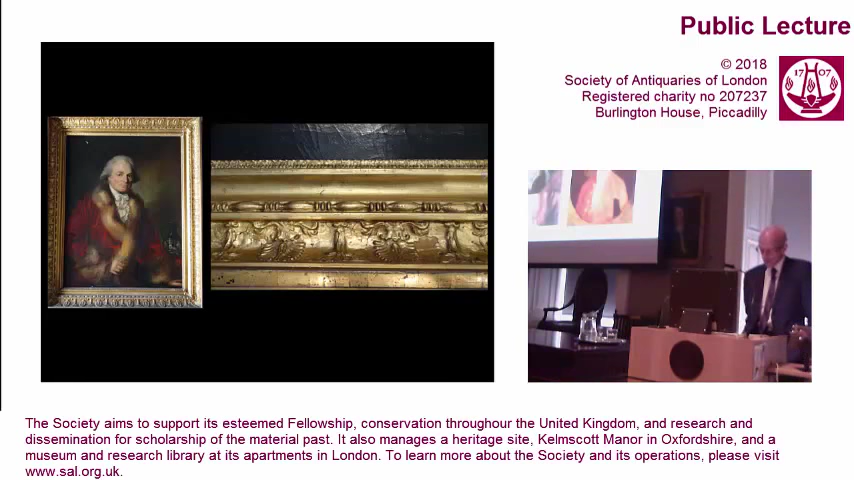 Public Lecture
© 2018
Society of Antiquaries of London
Registered charity no 207237
Burlington House, Piccadilly
17 07
The Society aims to support its esteemed Fellowship, conservation throughour the United Kingdom, and research and
dissemination for scholarship of the material past. It also manages a heritage site, Kelmscott Manor in Oxfordshire, and a
museum and research library at its apartments in London. To learn more about the Society and its operations, please visit
www.sal.org.uk.